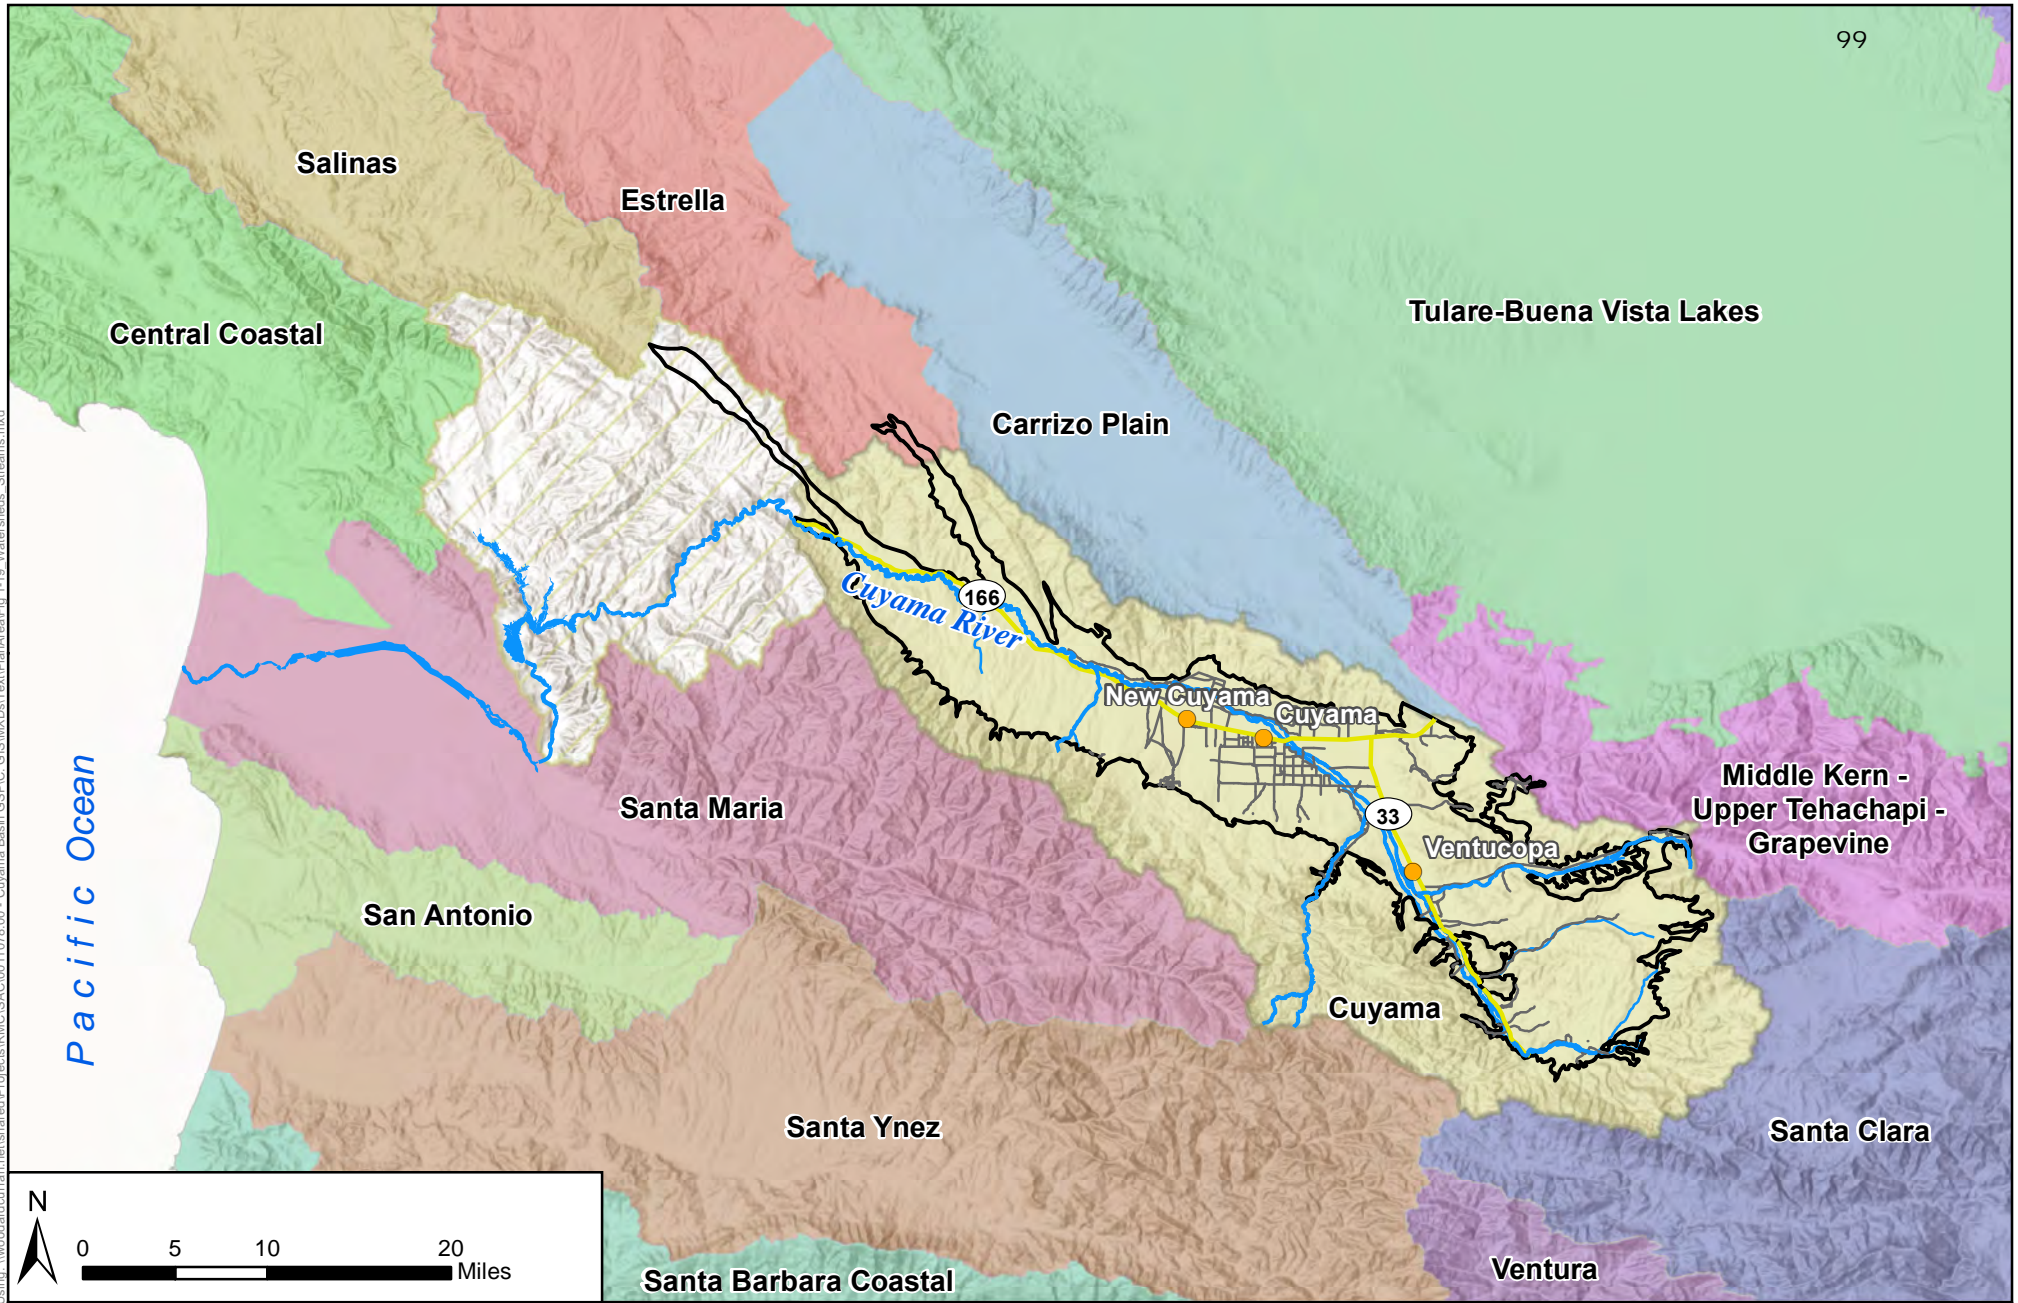 99
Salinas
Estrella
Tulare-Buena Vista Lakes
Central Coastal
Carrizo Plain
166
Cuyama River
New Cuyama
Cuyama
Pacific Ocean
Middle Kern -
Upper Tehachapi -
Grapevine
Santa Maria
33
Ventucopa
San Antonio
Cuyama
Santa Ynez
Santa Clara
N
0 5 10 20
Miles
Santa Barbara Coastal
Ventura